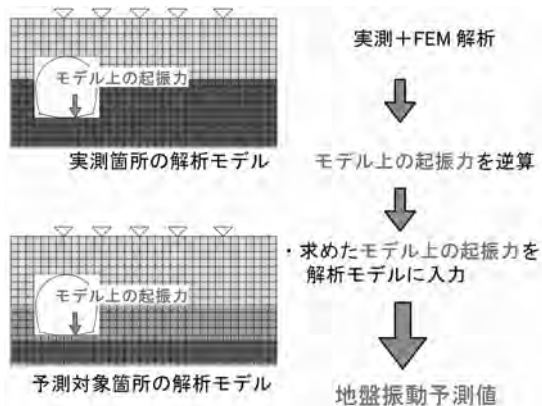 モデル上の起振力
実測箇所の解析モデル
モデル上の起振力
予測対象箇所の解析モデル
実測+FEM 解析
モデル上の起振力を逆算
・求めたモデル上の起振力を
解析モデルに入力
地盤振動予測値